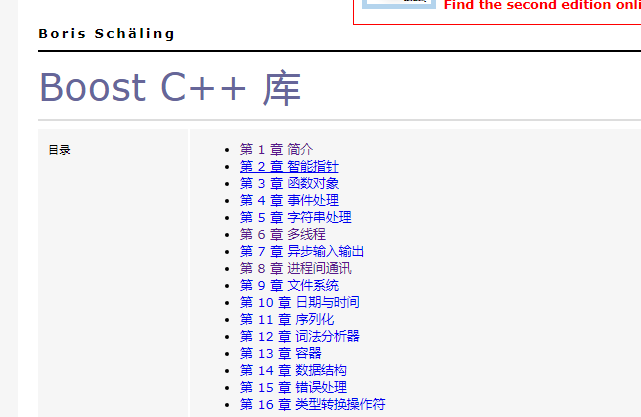 Find the second edition onli
Boris Schäling
Boost C++ 库
目录
第 1 章 简介
第 2 章 智能指针
第 3 章 函数对象
第 4 章 事件处理
第 5 章 字符串处理
第 6 章 多线程
第 7 章 异步输入输出
第 8 章 进程间通讯
第 9 章 文件系统
第 10 章 日期与时间
第 11 章 序列化
第 12 章 词法分析器
第 13 章 容器
第 14 章 数据结构
第 15 章 错误处理
第 16 章 类型转换操作符